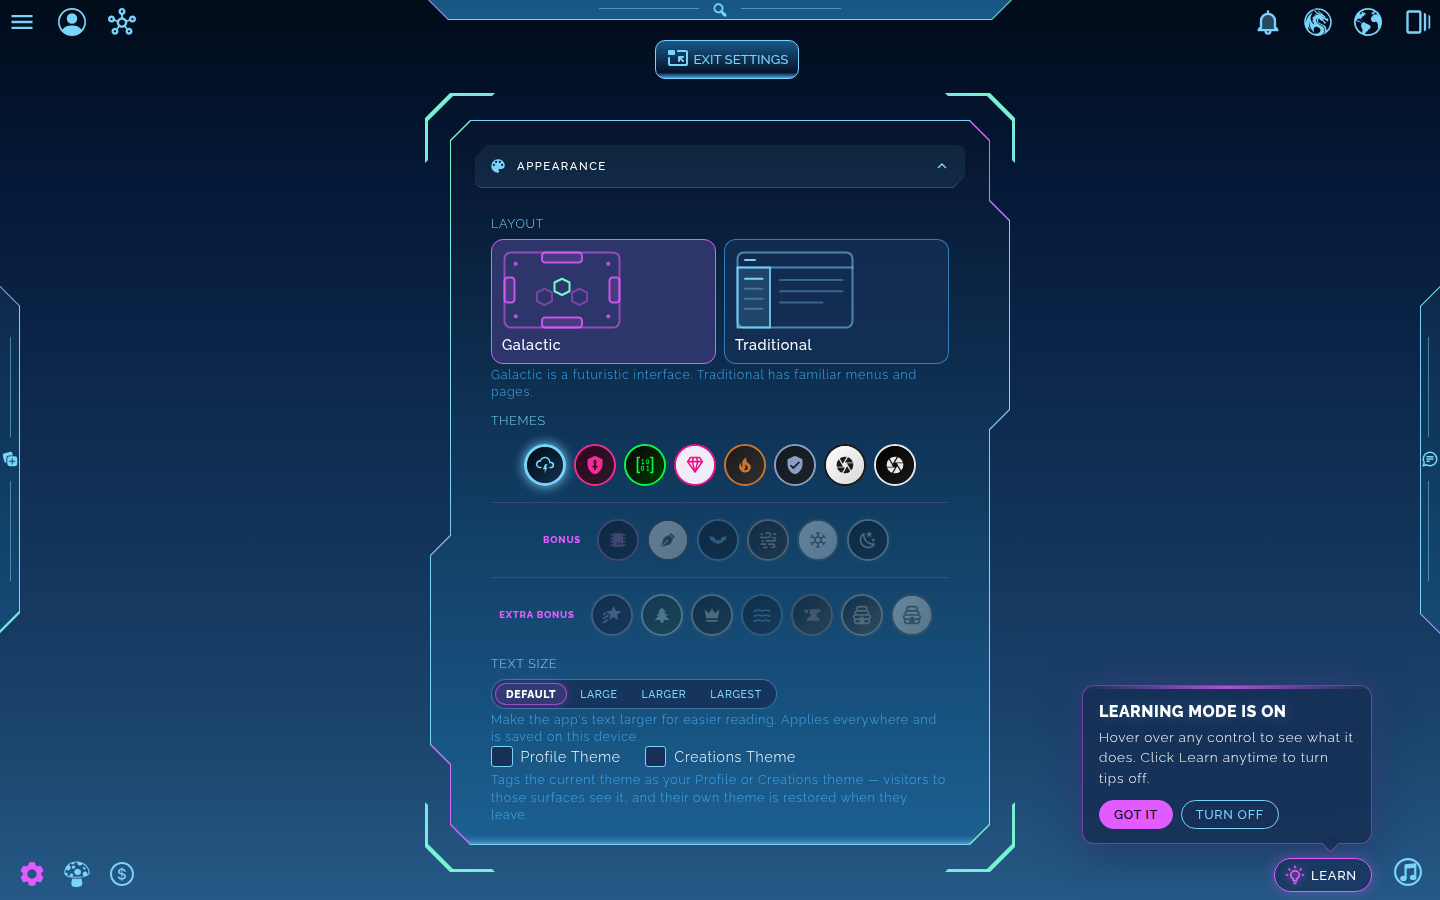 EXIT SETTINGS
APPEARANCE
LAYOUT
Galactic
Traditional
Galactic is a futuristic interface. Traditional has familiar menus and
pages.
THEMES
10
01
BONUS
EXTRA BONUS
TEXT SIZE
DEFAULT
LARGE
LARGER
LARGEST
Make the app's text larger for easier reading. Applies everywhere and
is saved on this device.
Profile Theme
Creations Theme
Tags the current theme as your Profile or Creations theme — visitors to
those surfaces see it, and their own theme is restored when they
leave.
LEARNING MODE IS ON
Hover over any control to see what it
does. Click Learn anytime to turn
tips off.
GOT IT
TURN OFF
$
LEARN